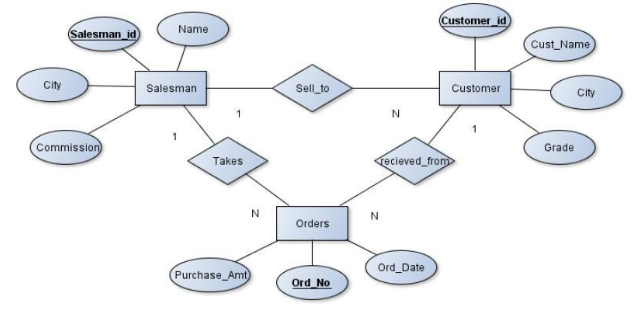 Salesman_id
Name
Customer_id
Cust_Name
City
Salesman
Sell_to
Customer
City
1
N
Commission
1
1
Grade
Takes
recieved_from
N
N
Orders
Purchase_Amt
Ord_No
Ord_Date